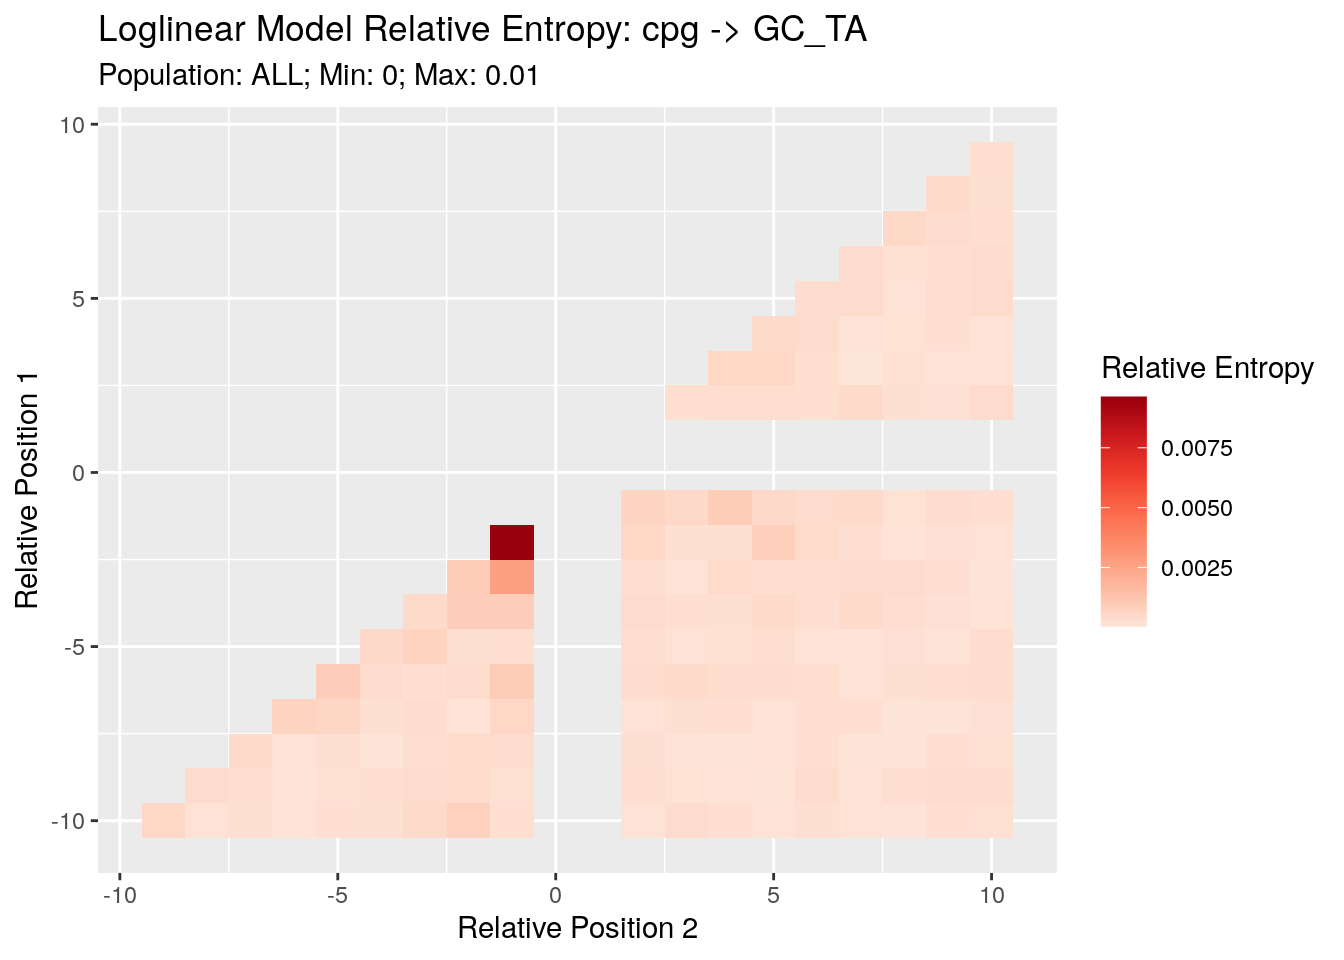 Loglinear Model Relative Entropy: cpg -> GC_TA
Population: ALL; Min: 0; Max: 0.01
Relative Position 1
10
5
0
-5
-10
-10
-5
0
5
10
Relative Position 2
Relative Entropy
0.0075
0.0050
0.0025